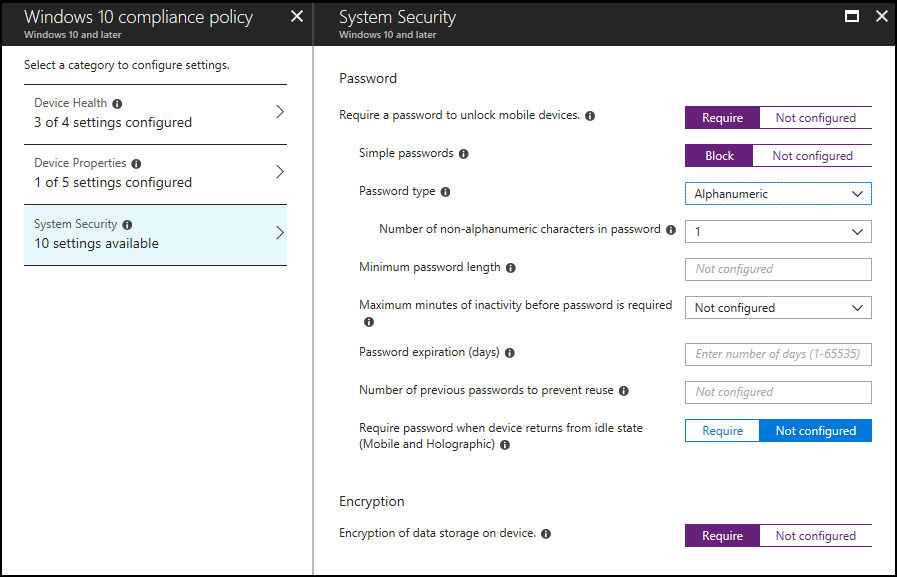 Windows 10 compliance policy
Windows 10 and later
Select a category to configure settings.
Device Health
3 of 4 settings configured
Device Properties
1 of 5 settings configured
System Security
10 settings available
System Security
Windows 10 and later
Password
Require a password to unlock mobile devices.
Require Not configured
Simple passwords
Block Not configured
Password type
Alphanumeric
Number of non-alphanumeric characters in password
1
Minimum password length
Not configured
Maximum minutes of inactivity before password is required
Not configured
Password expiration (days)
Enter number of days (1-65535)
Number of previous passwords to prevent reuse
Not configured
Require password when device returns from idle state
(Mobile and Holographic)
Require Not configured
Encryption
Encryption of data storage on device.
Require Not configured